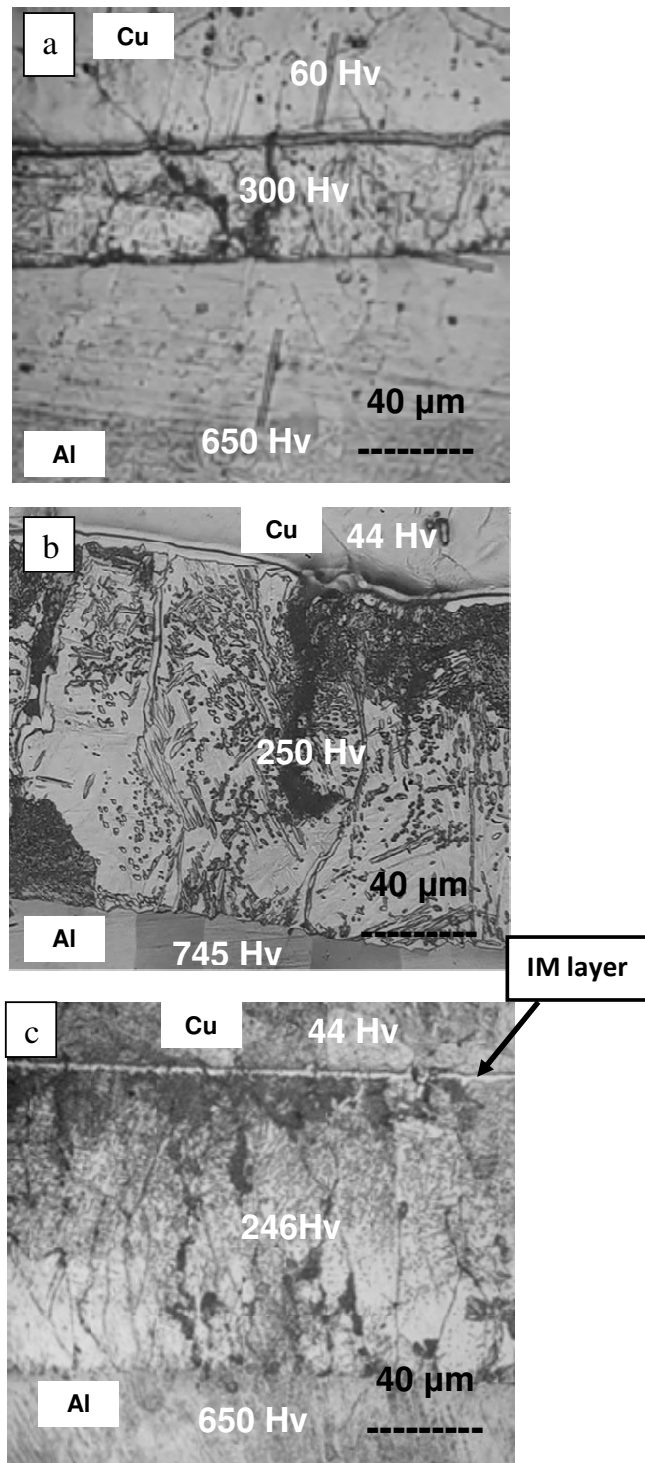 a
Cu
60 Hv
300 Hv
40 µm
650 Hv
Al
b
Cu
44 Hv
250 Hv
40 µm
Al
745 Hv
IM layer
c
Cu
44 Hv
246Hv
40 µm
Al
650 Hv